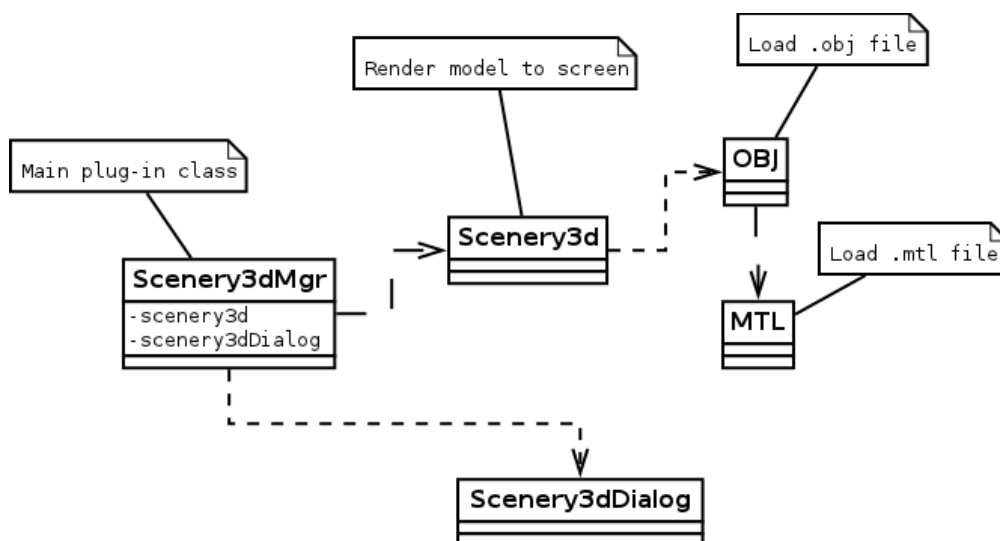 Load .obj file
Render model to screen
Main plug-in class
OBJ
Scenery3d
Load .mtl file
Scenery3dMgr
-scenery3d
-scenery3dDialog
MTL
Scenery3dDialog